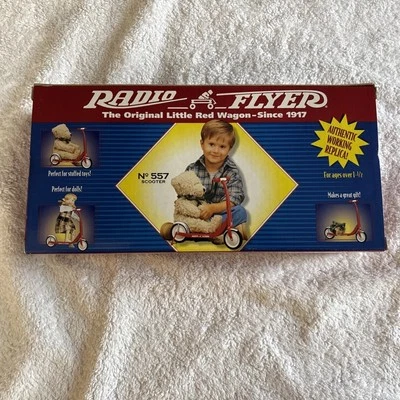 RADIO FLYER
The Original Little Red Wagon-Since 1917
AUTHENTIC
WORKING
REPLICA!
Perfect for stuffed toys!
Nº 557
SCOOTER
For ages over 1-½
Perfect for dolls!
Makes a great gift!